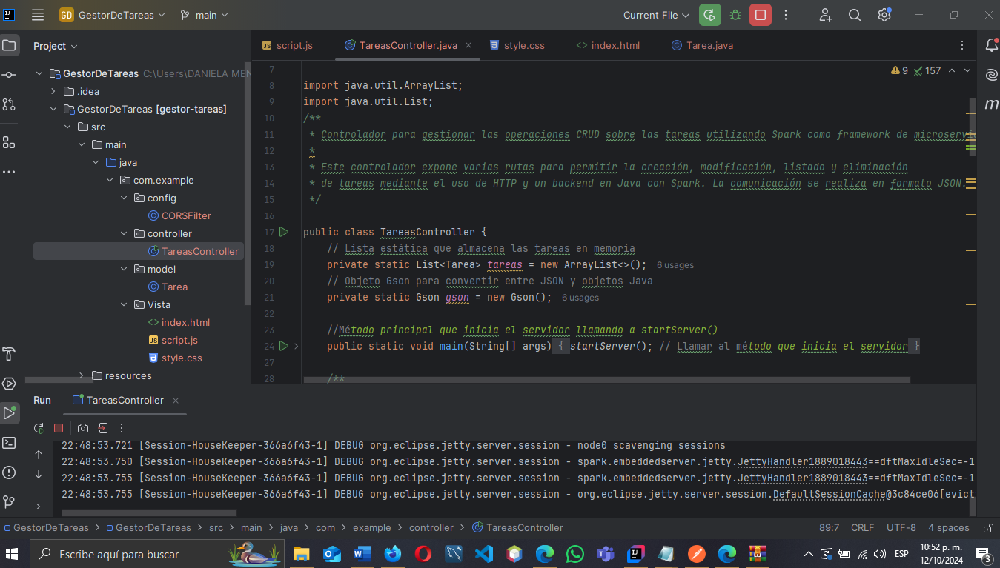 GD GestorDeTareas main Current File
Project
script.js TareasController.java style.css index.html Tarea.java
GestorDeTareas C:\Users\DANIELA MEN
.idea
GestorDeTareas [gestor-tareas]
src
main
java
com.example
config
CORSFilter
controller
TareasController
model
Tarea
Vista
index.html
script.js
style.css
resources
9 157
7
8 import java.util.ArrayList;
9 import java.util.List;
10 /**
11 * Controlador para gestionar las operaciones CRUD sobre las tareas utilizando Spark como framework de microservi
12 *
13 * Este controlador expone varias rutas para permitir la creación, modificación, listado y eliminación
14 * de tareas mediante el uso de HTTP y un backend en Java con Spark. La comunicación se realiza en formato JSON.
15 */
16
17 public class TareasController {
18 // Lista estática que almacena las tareas en memoria
19 private static List<Tarea> tareas = new ArrayList<>(); 6 usages
20 // Objeto Gson para convertir entre JSON y objetos Java
21 private static Gson gson = new Gson(); 6 usages
22
23 //Método principal que inicia el servidor llamando a startServer()
24 public static void main(String[] args) { startServer(); // Llamar al método que inicia el servidor }
27
28 /**
Run TareasController
22:48:53.721 [Session-HouseKeeper-366a6f43-1] DEBUG org.eclipse.jetty.server.session - node0 scavenging sessions
22:48:53.750 [Session-HouseKeeper-366a6f43-1] DEBUG org.eclipse.jetty.server.session - spark.embeddedserver.jetty.JettyHandler1889018443==dftMaxIdleSec=-1
22:48:53.755 [Session-HouseKeeper-366a6f43-1] DEBUG org.eclipse.jetty.server.session - spark.embeddedserver.jetty.JettyHandler1889018443==dftMaxIdleSec=-1
22:48:53.755 [Session-HouseKeeper-366a6f43-1] DEBUG org.eclipse.jetty.server.session - org.eclipse.jetty.server.session.DefaultSessionCache@3c84ce06[evict=
GestorDeTareas > GestorDeTareas > src > main > java > com > example > controller > TareasController 89:7 CRLF UTF-8 4 spaces
Escribe aquí para buscar
ESP
10:52 p. m.
12/10/2024
3